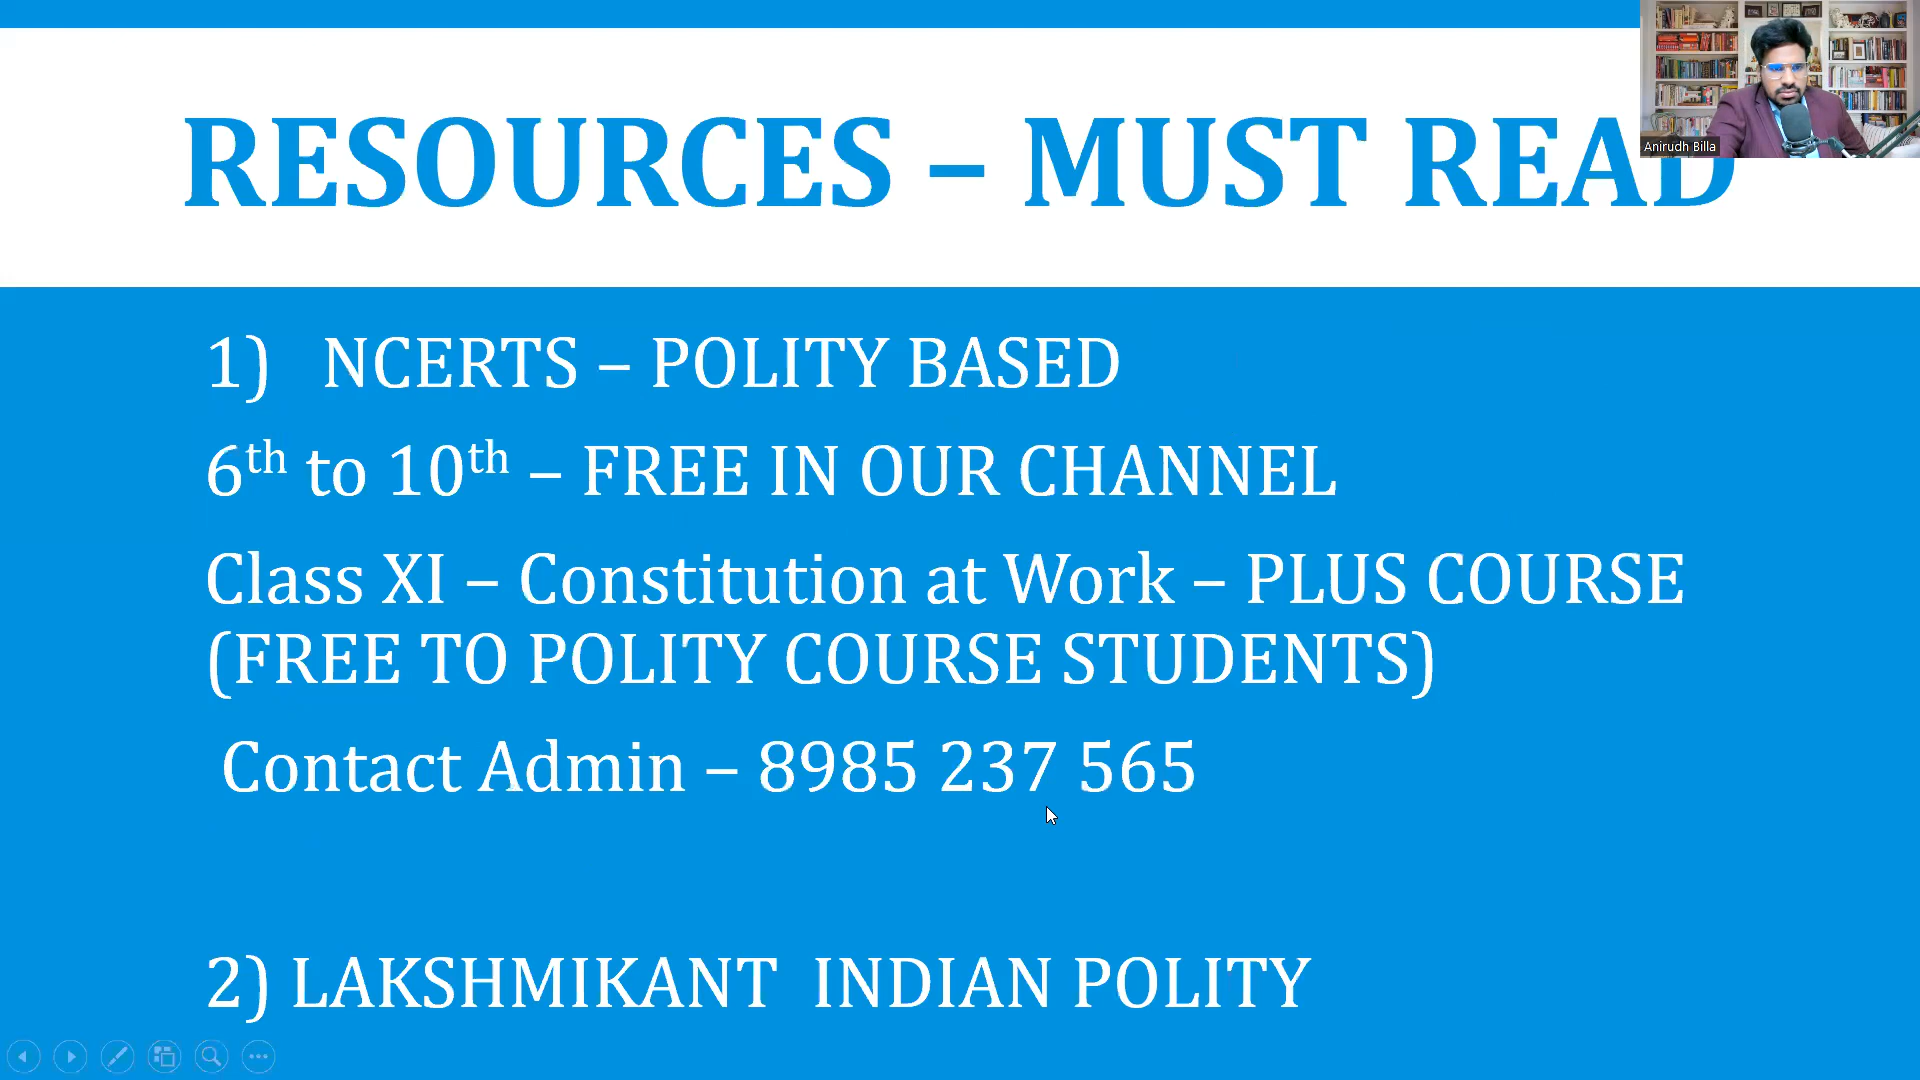 RESOURCES – MUST READ
Anirudh Billa
1) NCERTS – POLITY BASED
6th to 10th – FREE IN OUR CHANNEL
Class XI – Constitution at Work – PLUS COURSE
(FREE TO POLITY COURSE STUDENTS)
Contact Admin – 8985 237 565
2) LAKSHMIKANT INDIAN POLITY